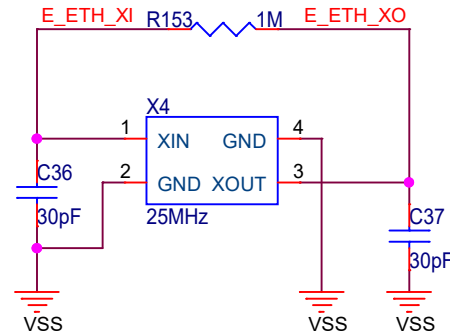 E_ETH_XI R153 1M E_ETH_XO
X4
1 XIN GND 4
2 GND XOUT 3
C36
30pF
25MHz
C37
30pF
VSS VSS VSS